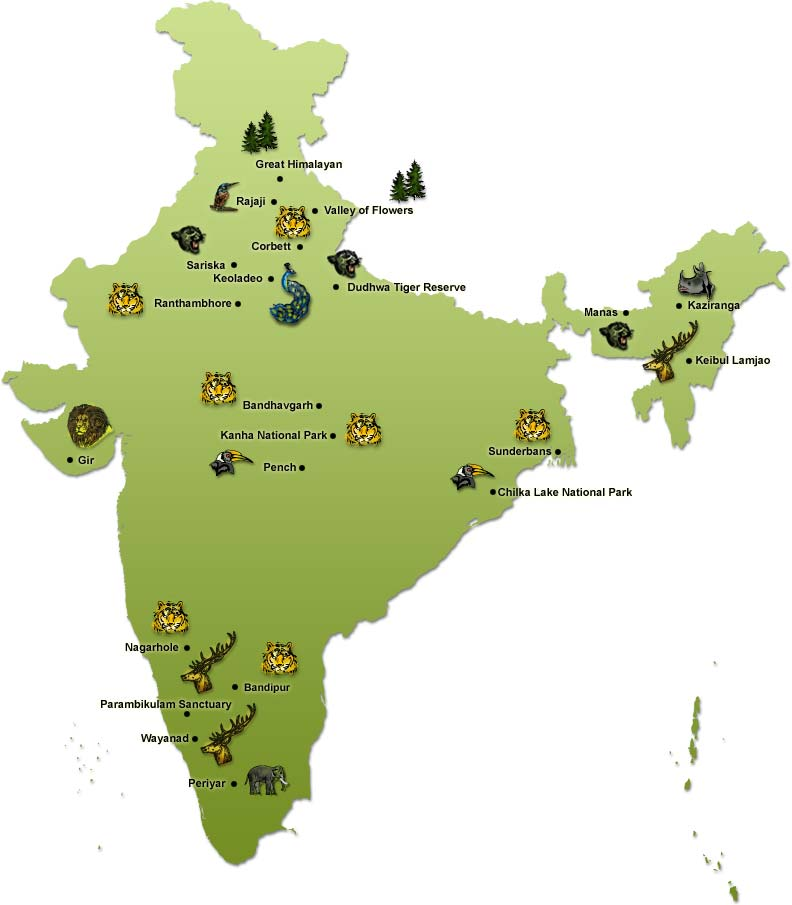 Great Himalayan
Rajaji
Valley of Flowers
Corbett
Sariska
Keoladeo
Dudhwa Tiger Reserve
Ranthambhore
Manas
Kaziranga
Keibul Lamjao
Bandhavgarh
Kanha National Park
Sunderbans
Gir
Pench
Chilka Lake National Park
Nagarhole
Bandipur
Parambikulam Sanctuary
Wayanad
Periyar